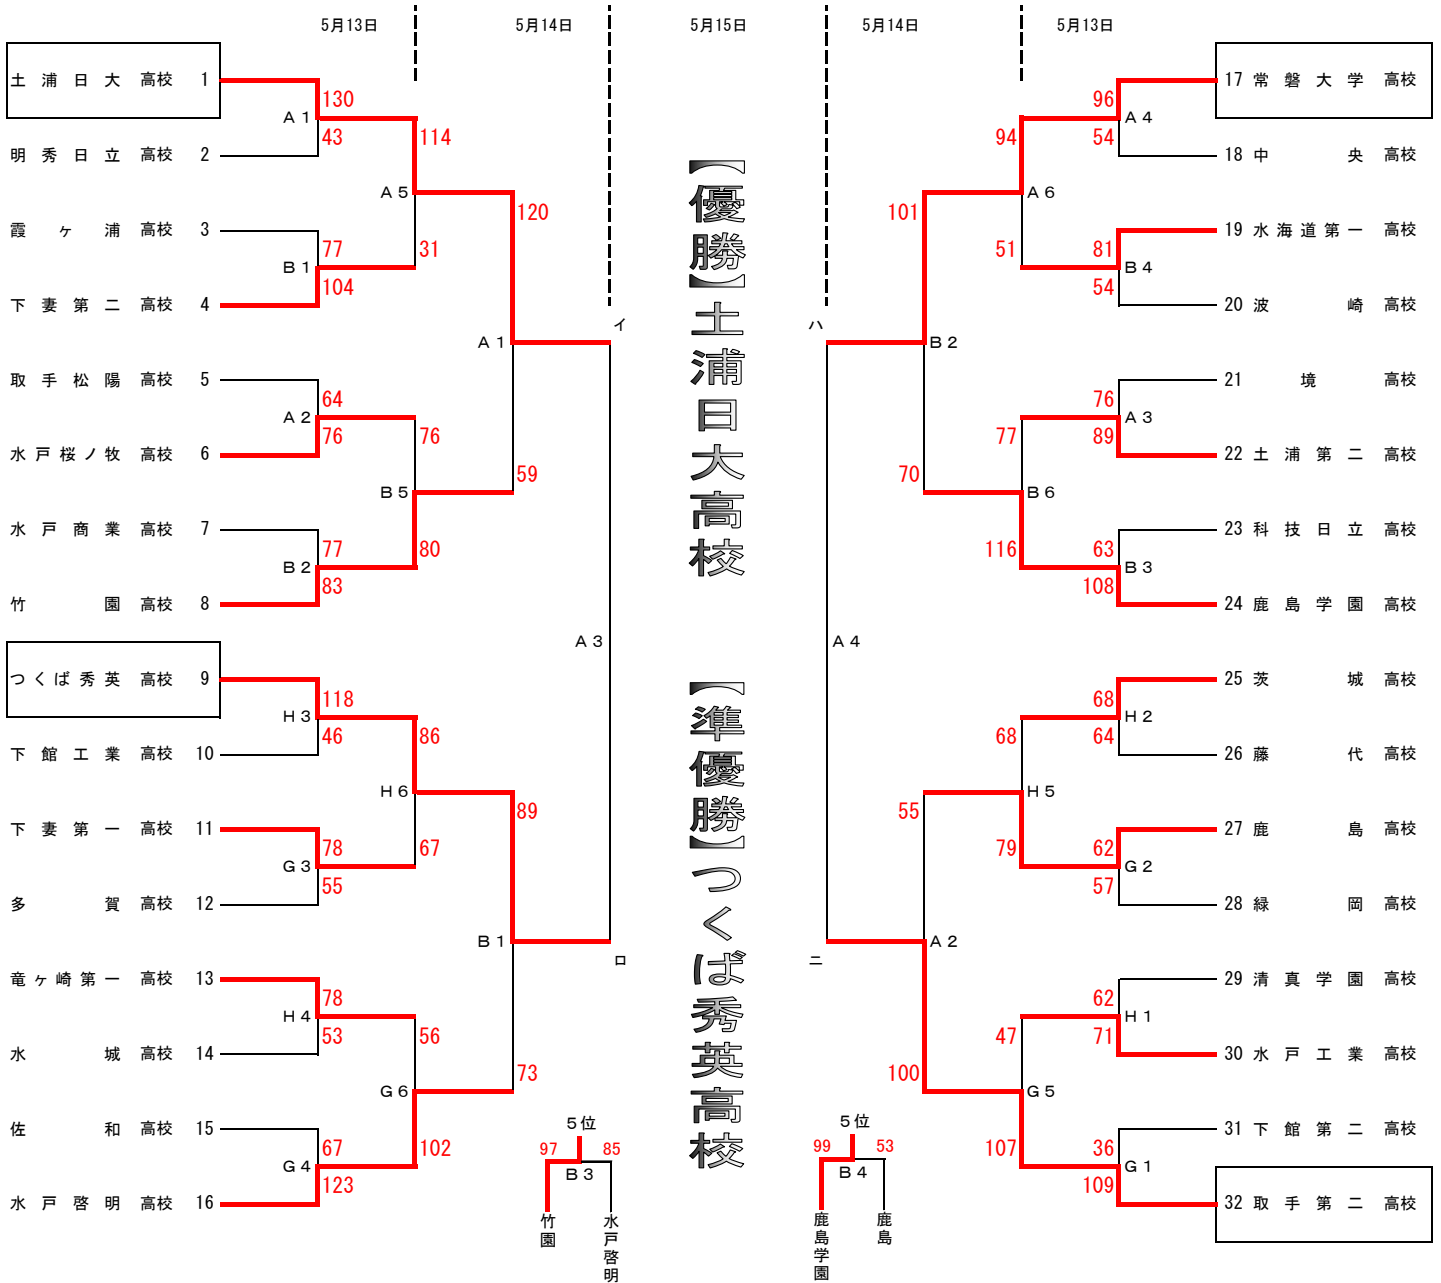 5月13日 5月14日 5月15日 5月14日 5月13日
土浦日大 高校 1
明秀日立 高校 2
霞ヶ浦 高校 3
下妻第二 高校 4
取手松陽 高校 5
水戸桜ノ牧 高校 6
水戸商業 高校 7
竹園 高校 8
つくば秀英 高校 9
下館工業 高校 10
下妻第一 高校 11
多賀 高校 12
竜ヶ崎第一 高校 13
水城 高校 14
佐和 高校 15
水戸啓明 高校 16
A1
130
43
B1
77
104
A2
64
76
B2
77
83
H3
118
46
G3
78
55
H4
78
53
G4
67
123
A5
114
31
B5
76
80
H6
86
67
G6
56
102
A1
120
59
B1
89
73
イ
A3
ロ
【優勝】土浦日大高校
【準優勝】つくば秀英高校
5位
97 85
B3
竹園
水戸啓明
5位
99 53
B4
鹿島学園
鹿島
ハ
A4
ニ
101
B2
70
55
A2
100
94
A6
51
77
B6
116
68
H5
79
47
G5
107
96
A4
54
81
B4
54
76
A3
89
63
B3
108
68
H2
64
62
G2
57
62
H1
71
36
G1
109
17 常磐大学 高校
18 中央 高校
19 水海道第一 高校
20 波崎 高校
21 境 高校
22 土浦第二 高校
23 科技日立 高校
24 鹿島学園 高校
25 茨城 高校
26 藤代 高校
27 鹿島 高校
28 緑岡 高校
29 清真学園 高校
30 水戸工業 高校
31 下館第二 高校
32 取手第二 高校